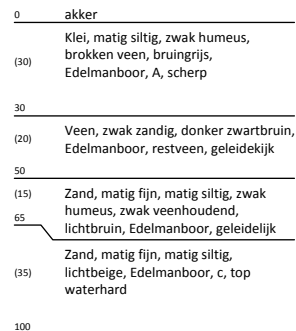 0 akker
Klei, matig siltig, zwak humeus,
brokken veen, bruingrijs,
(30)
Edelmanboor, A, scherp
30
(20) Veen, zwak zandig, donker zwartbruin,
Edelmanboor, restveen, geleidekijk
50
(15) Zand, matig fijn, matig siltig, zwak
humeus, zwak veenhoudend,
65
lichtbruin, Edelmanboor, geleidelijk
Zand, matig fijn, matig siltig,
(35) lichtbeige, Edelmanboor, c, top
waterhard
100